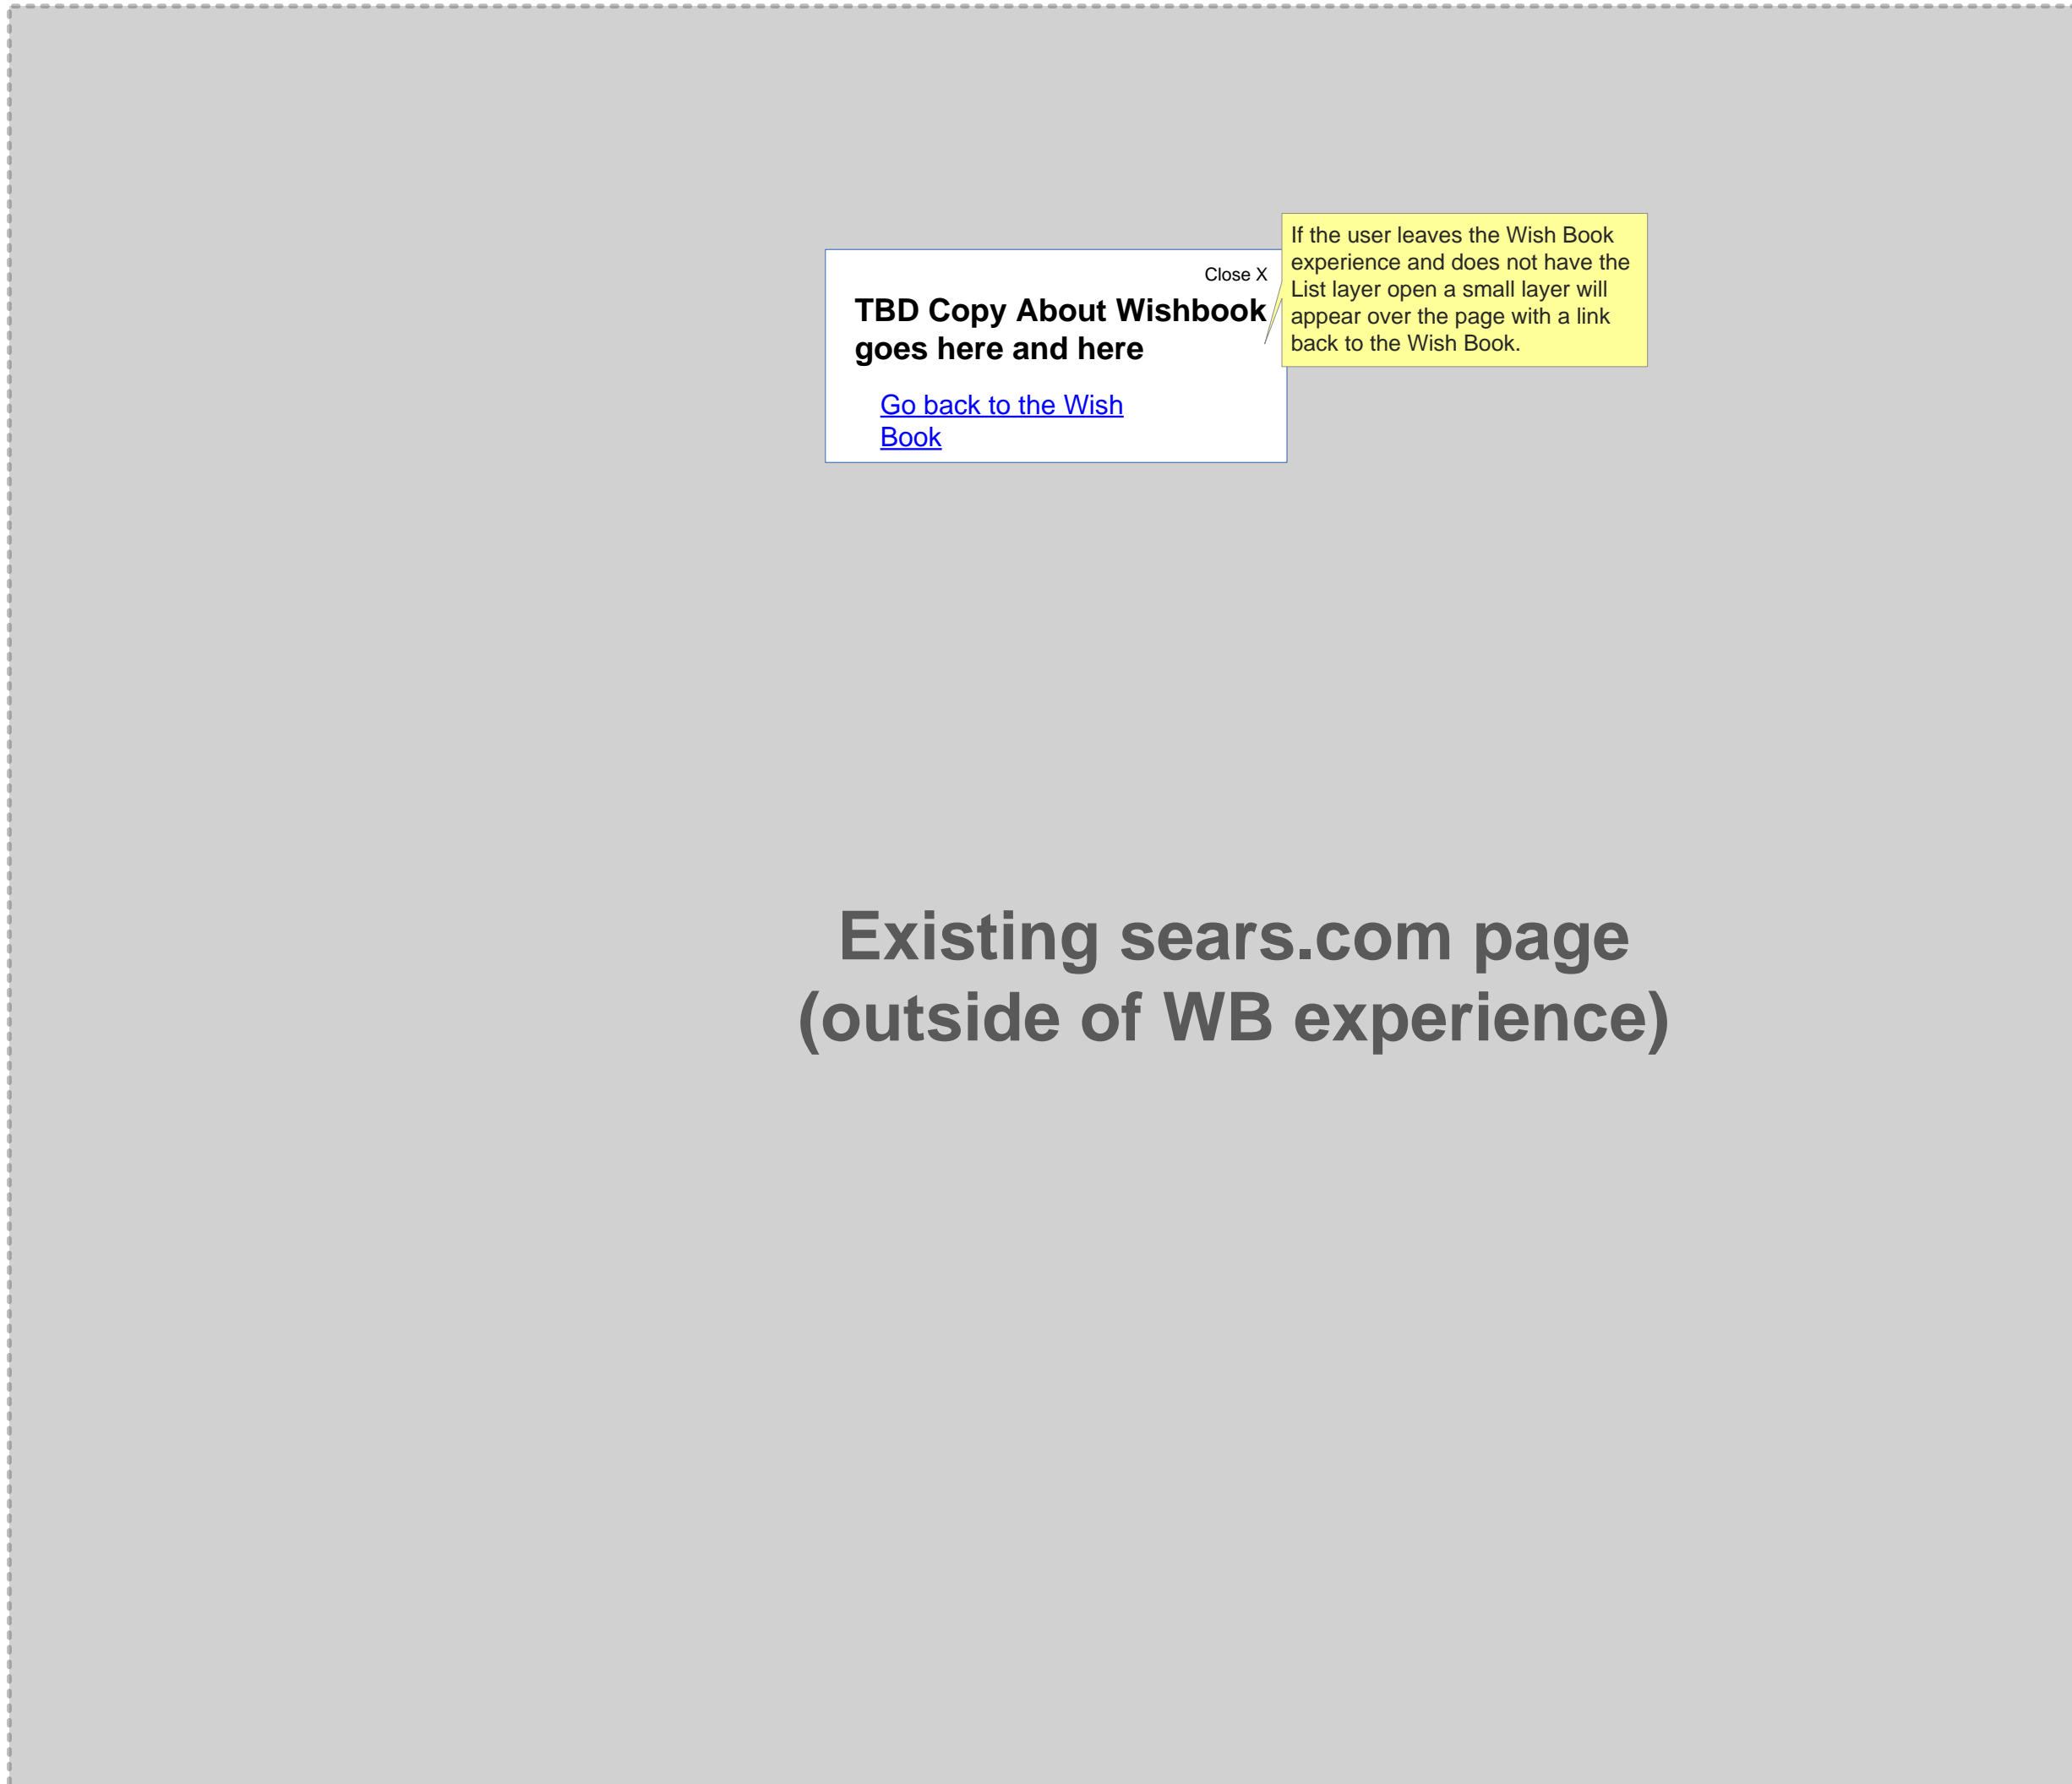 Close X
TBD Copy About Wishbook
goes here and here
Go back to the Wish
Book
If the user leaves the Wish Book
experience and does not have the
List layer open a small layer will
appear over the page with a link
back to the Wish Book.
Existing sears.com page
(outside of WB experience)